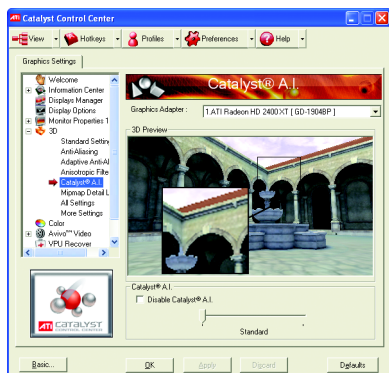 ATI Catalyst Control Center
View
Hotkeys
Profiles
Preferences
Help
Graphics Settings
Welcome
Information Center
Displays Manager
Display Options
Monitor Properties 1
3D
Standard Settin
Anti-Aliasing
Adaptive Anti-Al
Anisotropic Filte
Catalyst® A.I.
Mipmap Detail L
All Settings
More Settings
Color
Avivo™ Video
VPU Recover
Catalyst® A.I.
Graphics Adapter :
1.ATI Radeon HD 2400 XT [ GD-1904BP ]
3D Preview
Catalyst® A.I.
Disable Catalyst® A.I.
Standard
ATI CATALYST
CONTROL CENTER
Basic...
OK
Apply
Discard
Defaults